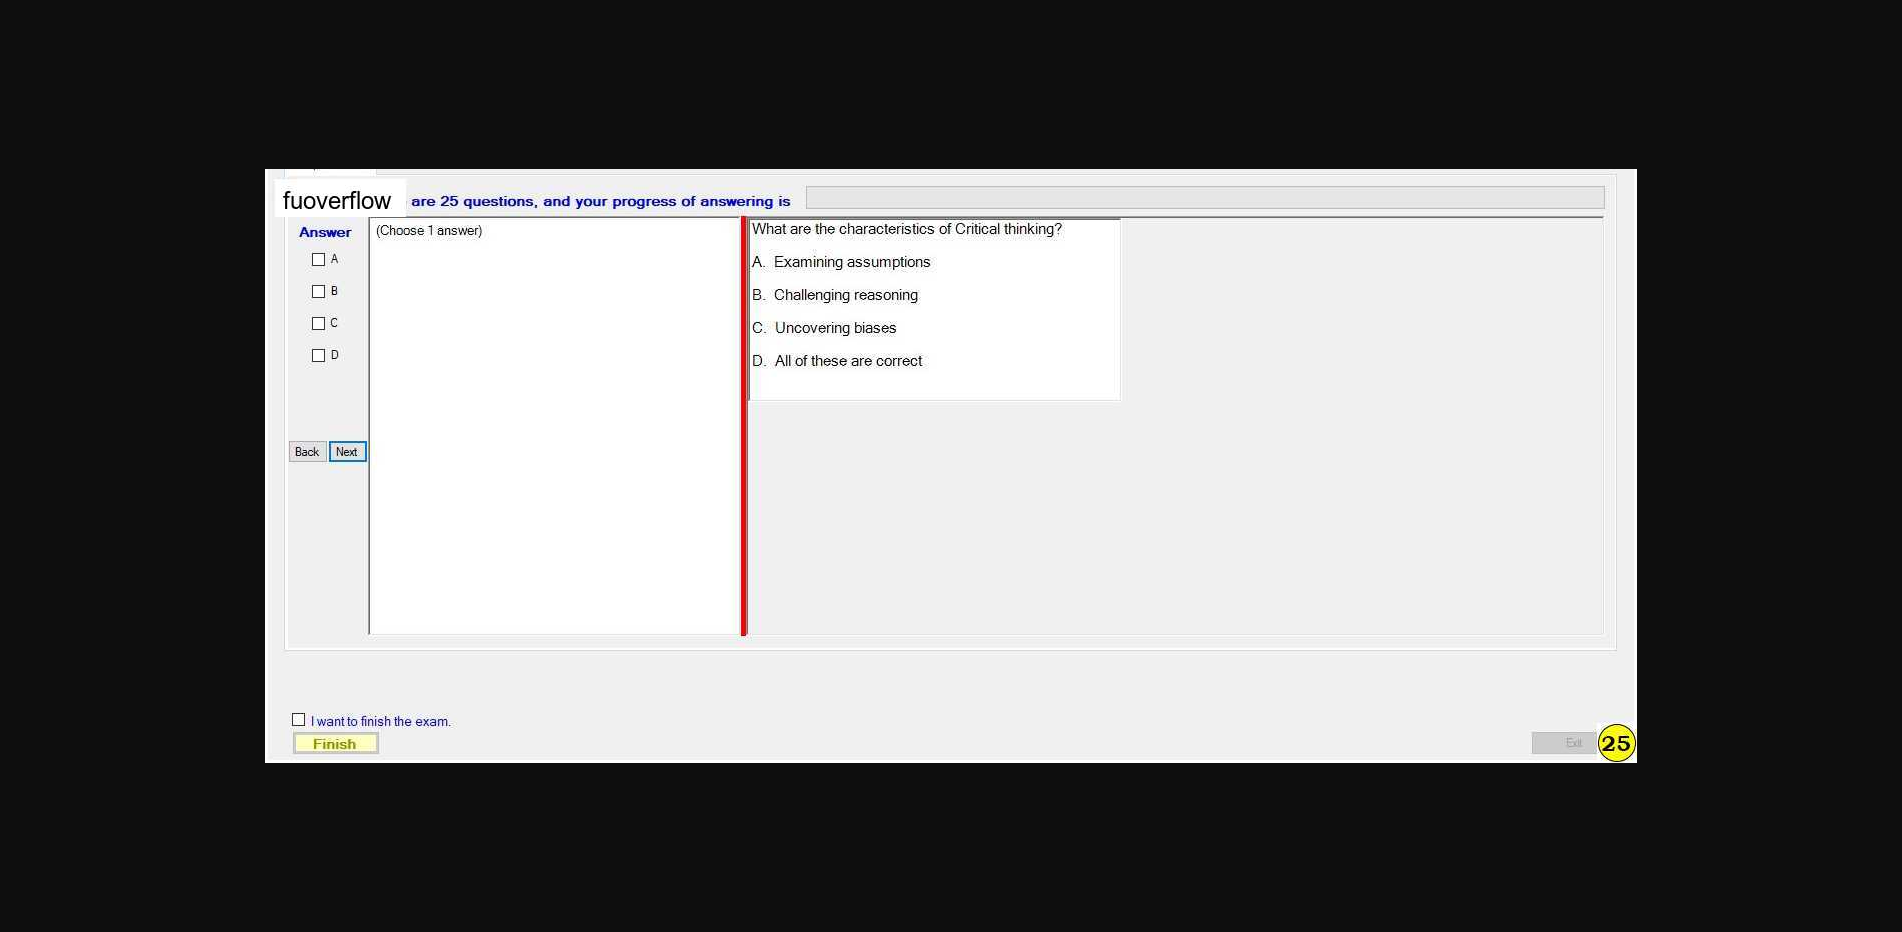 fuoverflow are 25 questions, and your progress of answering is
Answer
A
B
C
D
Back Next
(Choose 1 answer)
What are the characteristics of Critical thinking?
A. Examining assumptions
B. Challenging reasoning
C. Uncovering biases
D. All of these are correct
I want to finish the exam.
Finish
Exit
25